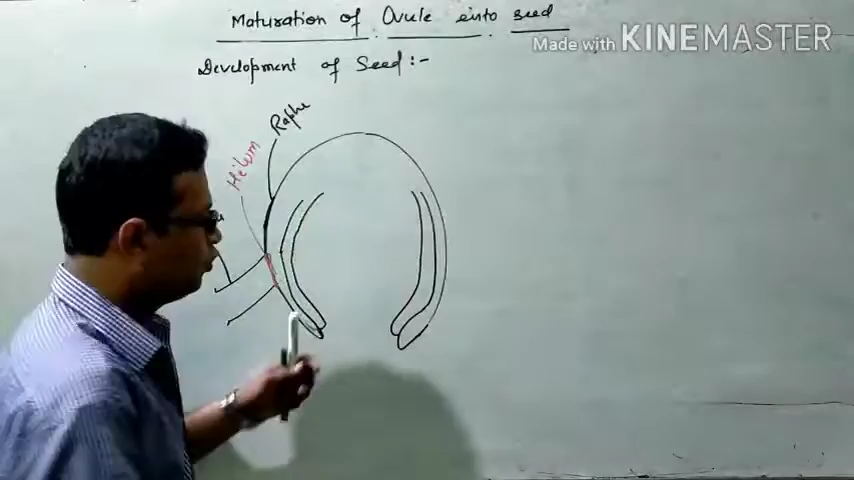 Maturation of Ovule into seed
Made with KINEMASTER
Development of Seed :-
Raphe
Hilum